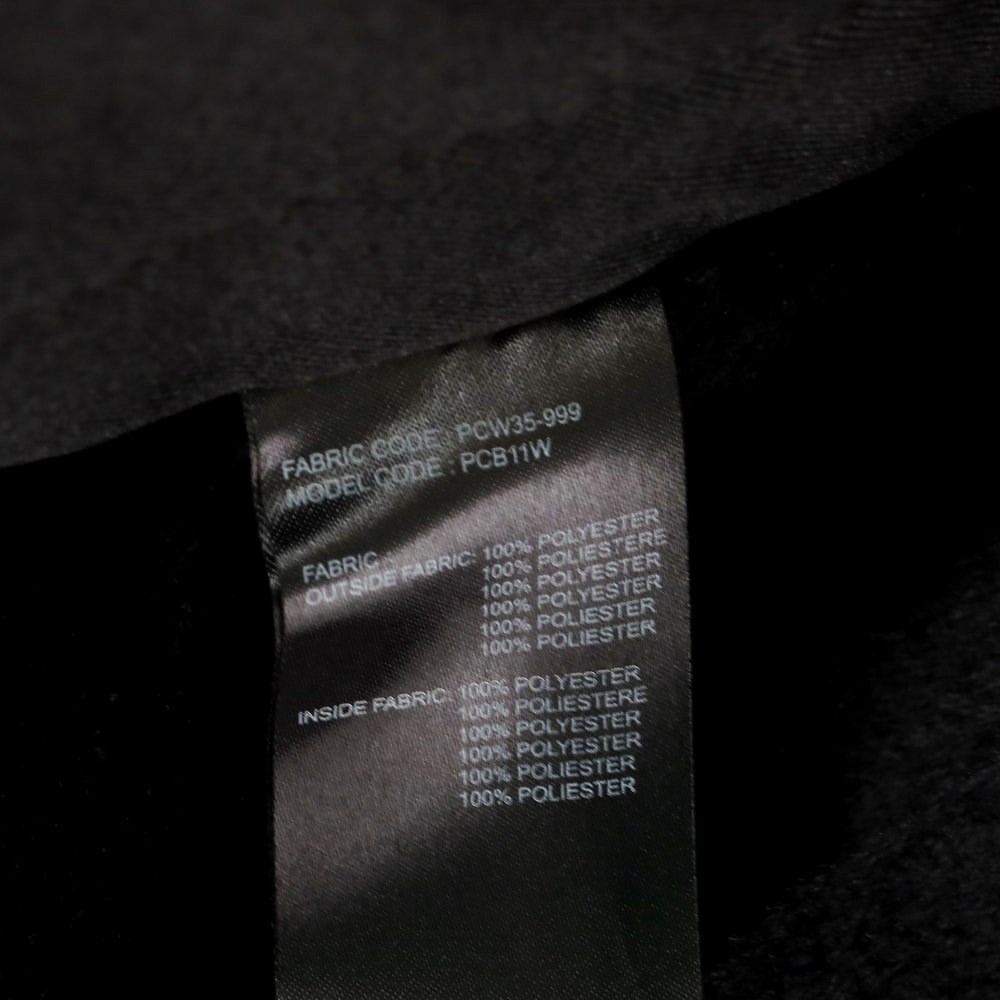 FABRIC CODE : PCW35-999
MODEL CODE : PCB11W
FABRIC
OUTSIDE FABRIC: 100% POLYESTER
100% POLIESTERE
100% POLYESTER
100% POLYESTER
100% POLIESTER
100% POLIESTER
INSIDE FABRIC: 100% POLYESTER
100% POLIESTERE
100% POLYESTER
100% POLYESTER
100% POLIESTER
100% POLIESTER